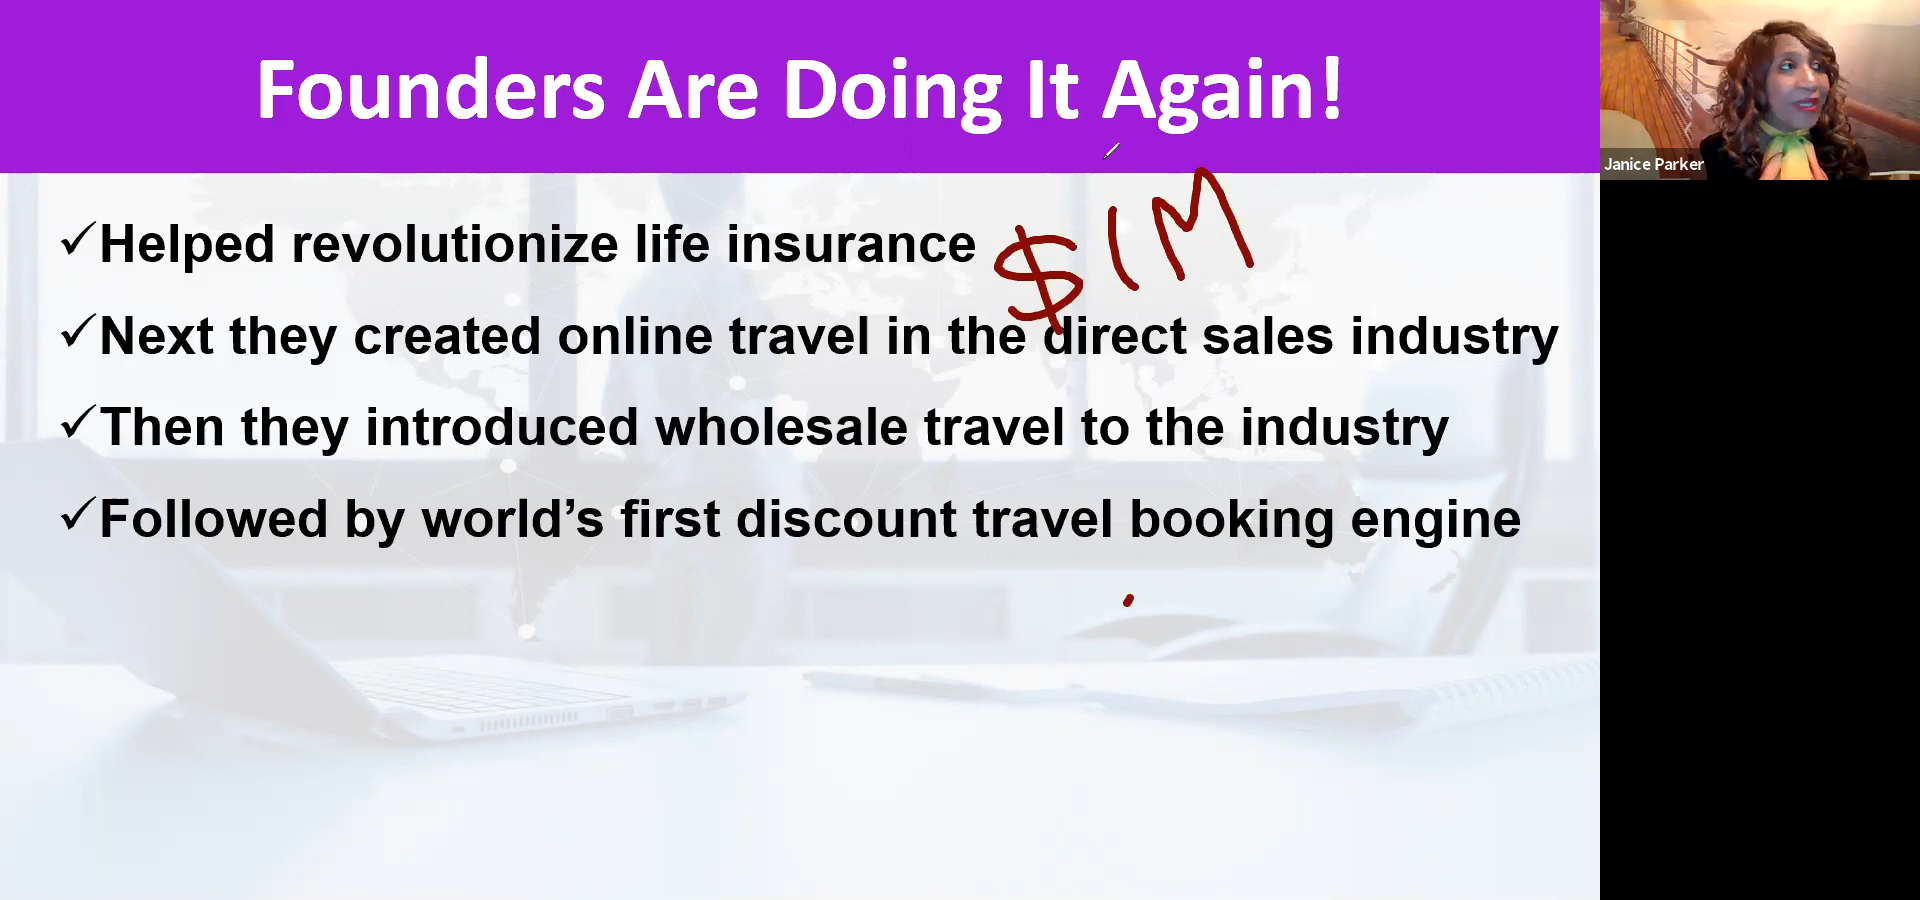 Founders Are Doing It Again!
✓Helped revolutionize life insurance $1M
✓Next they created online travel in the direct sales industry
✓Then they introduced wholesale travel to the industry
✓Followed by world’s first discount travel booking engine
Janice Parker